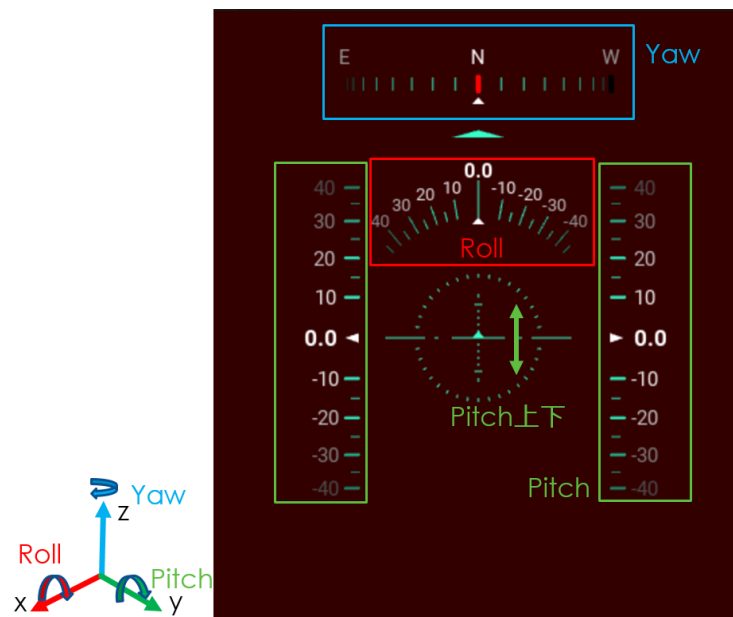 E N W
Yaw
0.0
10 -10
20 -20
30 -30
40 -40
Roll
40 40
30 30
20 20
10 10
0.0 0.0
-10 -10
-20 -20
-30 -30
-40 -40
Pitch上下
Pitch
Yaw
z
Roll
Pitch
x
y